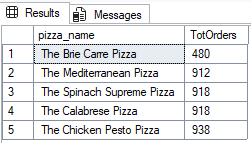 Results Messages
pizza_name TotOrders
1 The Brie Carre Pizza 480
2 The Mediterranean Pizza 912
3 The Spinach Supreme Pizza 918
4 The Calabrese Pizza 918
5 The Chicken Pesto Pizza 938